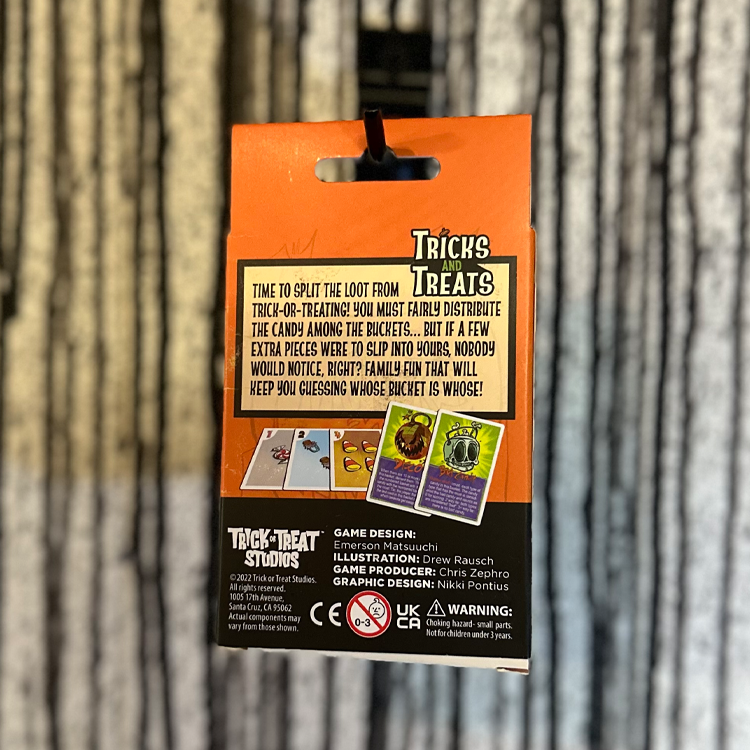 TRICKS
AND
TREATS
TIME TO SPLIT THE LOOT FROM
TRICK-OR-TREATING! YOU MUST FAIRLY DISTRIBUTE
THE CANDY AMONG THE BUCKETS... BUT IF A FEW
EXTRA PIECES WERE TO SLIP INTO YOURS, NOBODY
WOULD NOTICE, RIGHT? FAMILY FUN THAT WILL
KEEP YOU GUESSING WHOSE BUCKET IS WHOSE!
TRICK OR TREAT
STUDIOS
©2022 Trick or Treat Studios.
All rights reserved.
1005 17th Avenue,
Santa Cruz, CA 95062
Actual components may
vary from those shown.
GAME DESIGN:
Emerson Matsuuchi
ILLUSTRATION: Drew Rausch
GAME PRODUCER: Chris Zephro
GRAPHIC DESIGN: Nikki Pontius
CE
0-3
UK
CA
WARNING:
Choking hazard- small parts.
Not for children under 3 years.